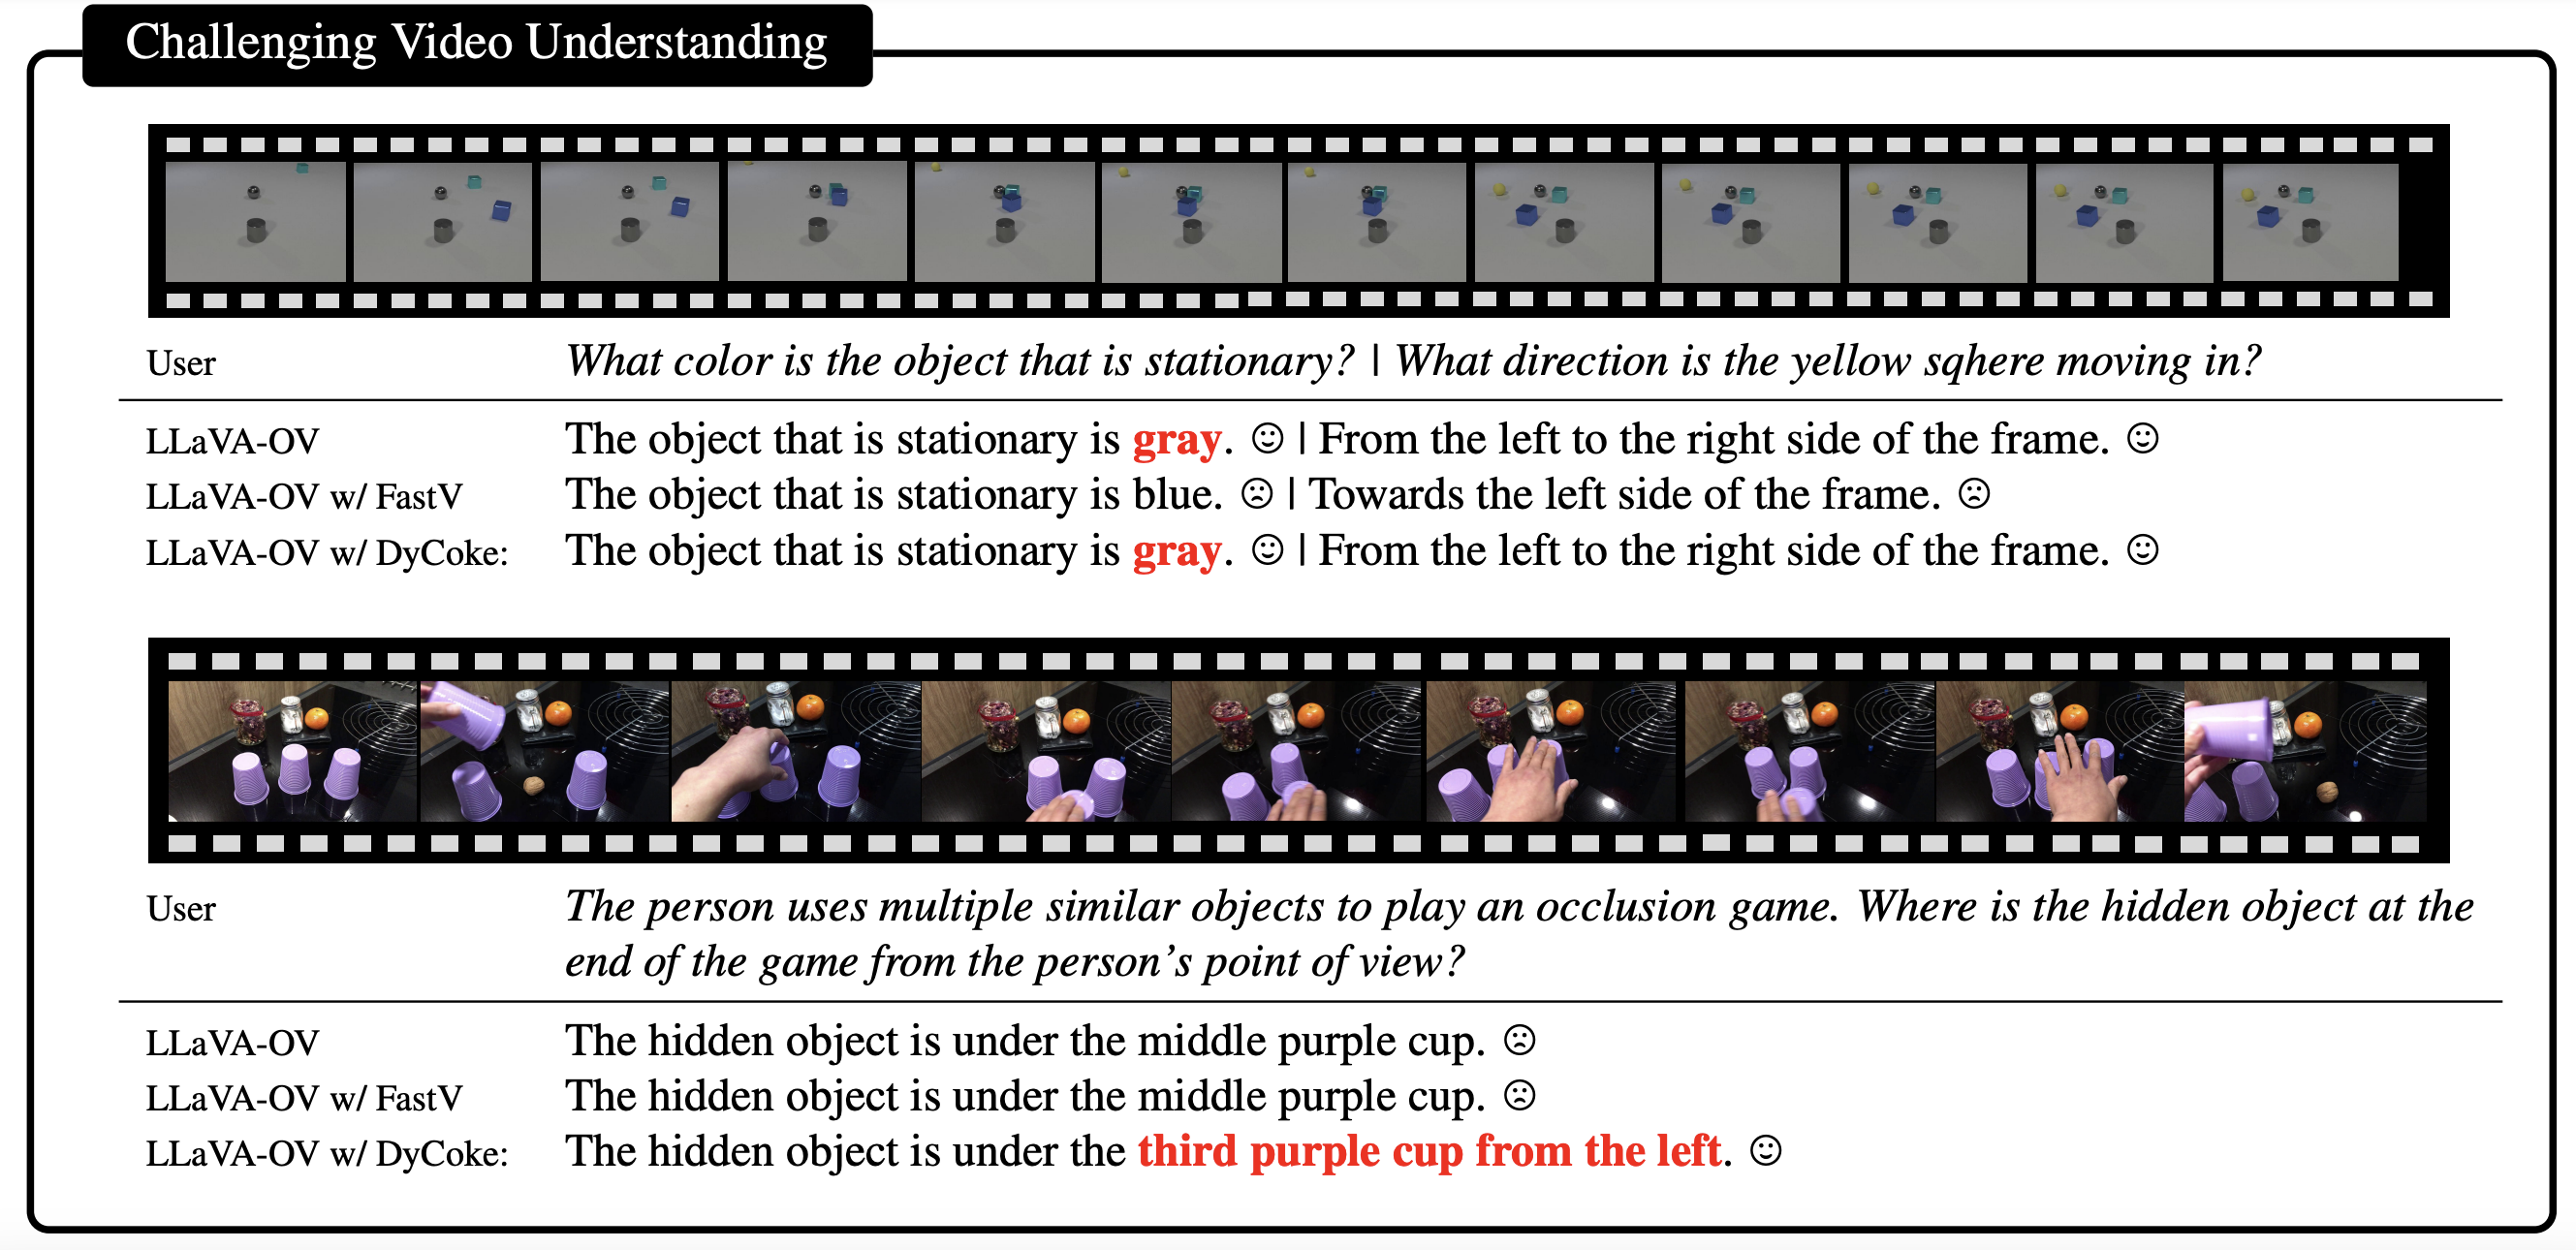 Challenging Video Understanding
User What color is the object that is stationary? | What direction is the yellow sqhere moving in?
LLaVA-OV The object that is stationary is gray. ☺ | From the left to the right side of the frame. ☺
LLaVA-OV w/ FastV The object that is stationary is blue. ☹ | Towards the left side of the frame. ☹
LLaVA-OV w/ DyCoke: The object that is stationary is gray. ☺ | From the left to the right side of the frame. ☺
User The person uses multiple similar objects to play an occlusion game. Where is the hidden object at the
end of the game from the person's point of view?
LLaVA-OV The hidden object is under the middle purple cup. ☹
LLaVA-OV w/ FastV The hidden object is under the middle purple cup. ☹
LLaVA-OV w/ DyCoke: The hidden object is under the third purple cup from the left. ☺